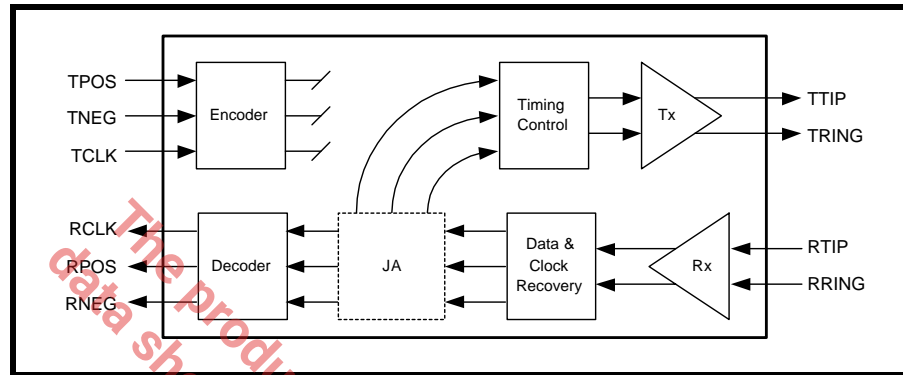 TPOS
TNEG
TCLK
Encoder
Timing
Control
Tx
TTIP
TRING
RCLK
RPOS
RNEG
Decoder
JA
Data &
Clock
Recovery
Rx
RTIP
RRING
The produ
data sh